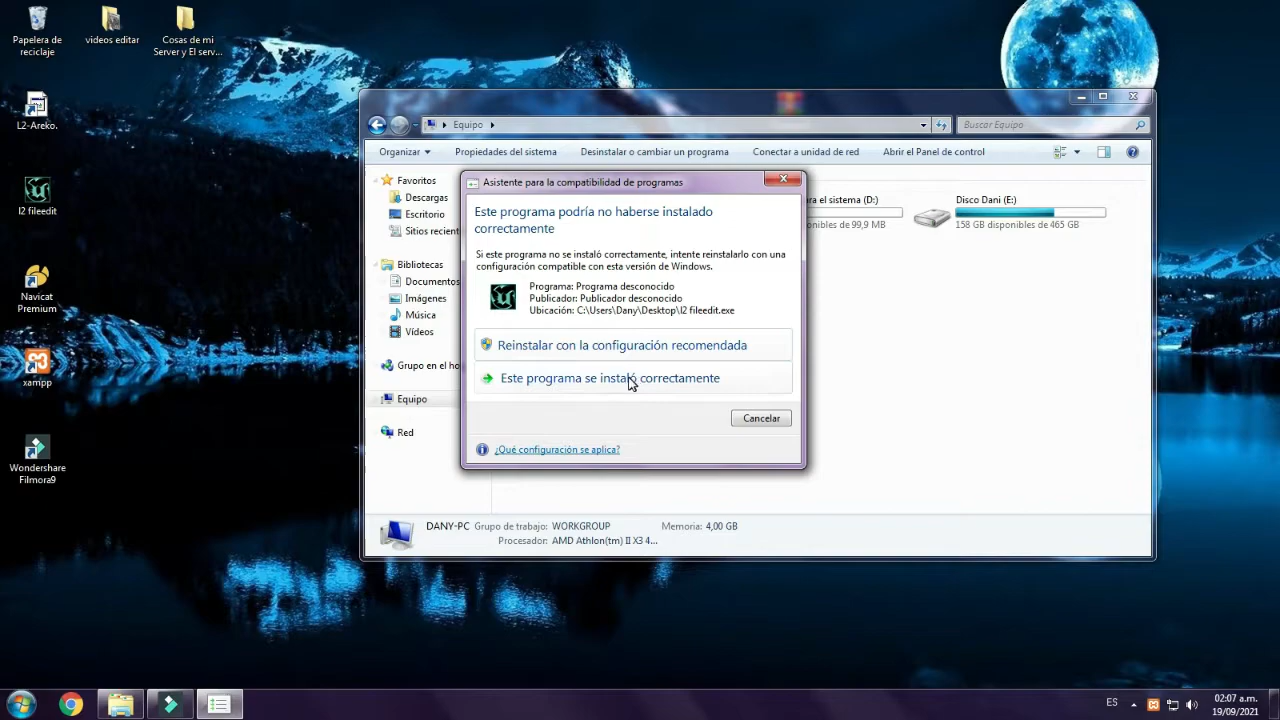 Papelera de
reciclaje
videos editar
Cosas de mi
Server y El serv...
L2-Areko.
l2 fileedit
Navicat
Premium
xampp
Wondershare
Filmora9
Equipo
Buscar Equipo
Organizar
Propiedades del sistema
Desinstalar o cambiar un programa
Conectar a unidad de red
Abrir el Panel de control
Favoritos
Descargas
Escritorio
Sitios recient
Bibliotecas
Documentos
Imágenes
Música
Vídeos
Grupo en el ho
Equipo
Red
ra el sistema (D:)
onibles de 99,9 MB
Disco Dani (E:)
158 GB disponibles de 465 GB
Asistente para la compatibilidad de programas
Este programa podría no haberse instalado
correctamente
Si este programa no se instaló correctamente, intente reinstalarlo con una
configuración compatible con esta versión de Windows.
Programa: Programa desconocido
Publicador: Publicador desconocido
Ubicación: C:\Users\Dany\Desktop\l2 fileedit.exe
Reinstalar con la configuración recomendada
Este programa se instaló correctamente
Cancelar
¿Qué configuración se aplica?
DANY-PC Grupo de trabajo: WORKGROUP Memoria: 4,00 GB
Procesador: AMD Athlon(tm) II X3 4...
ES
02:07 a.m.
19/09/2021